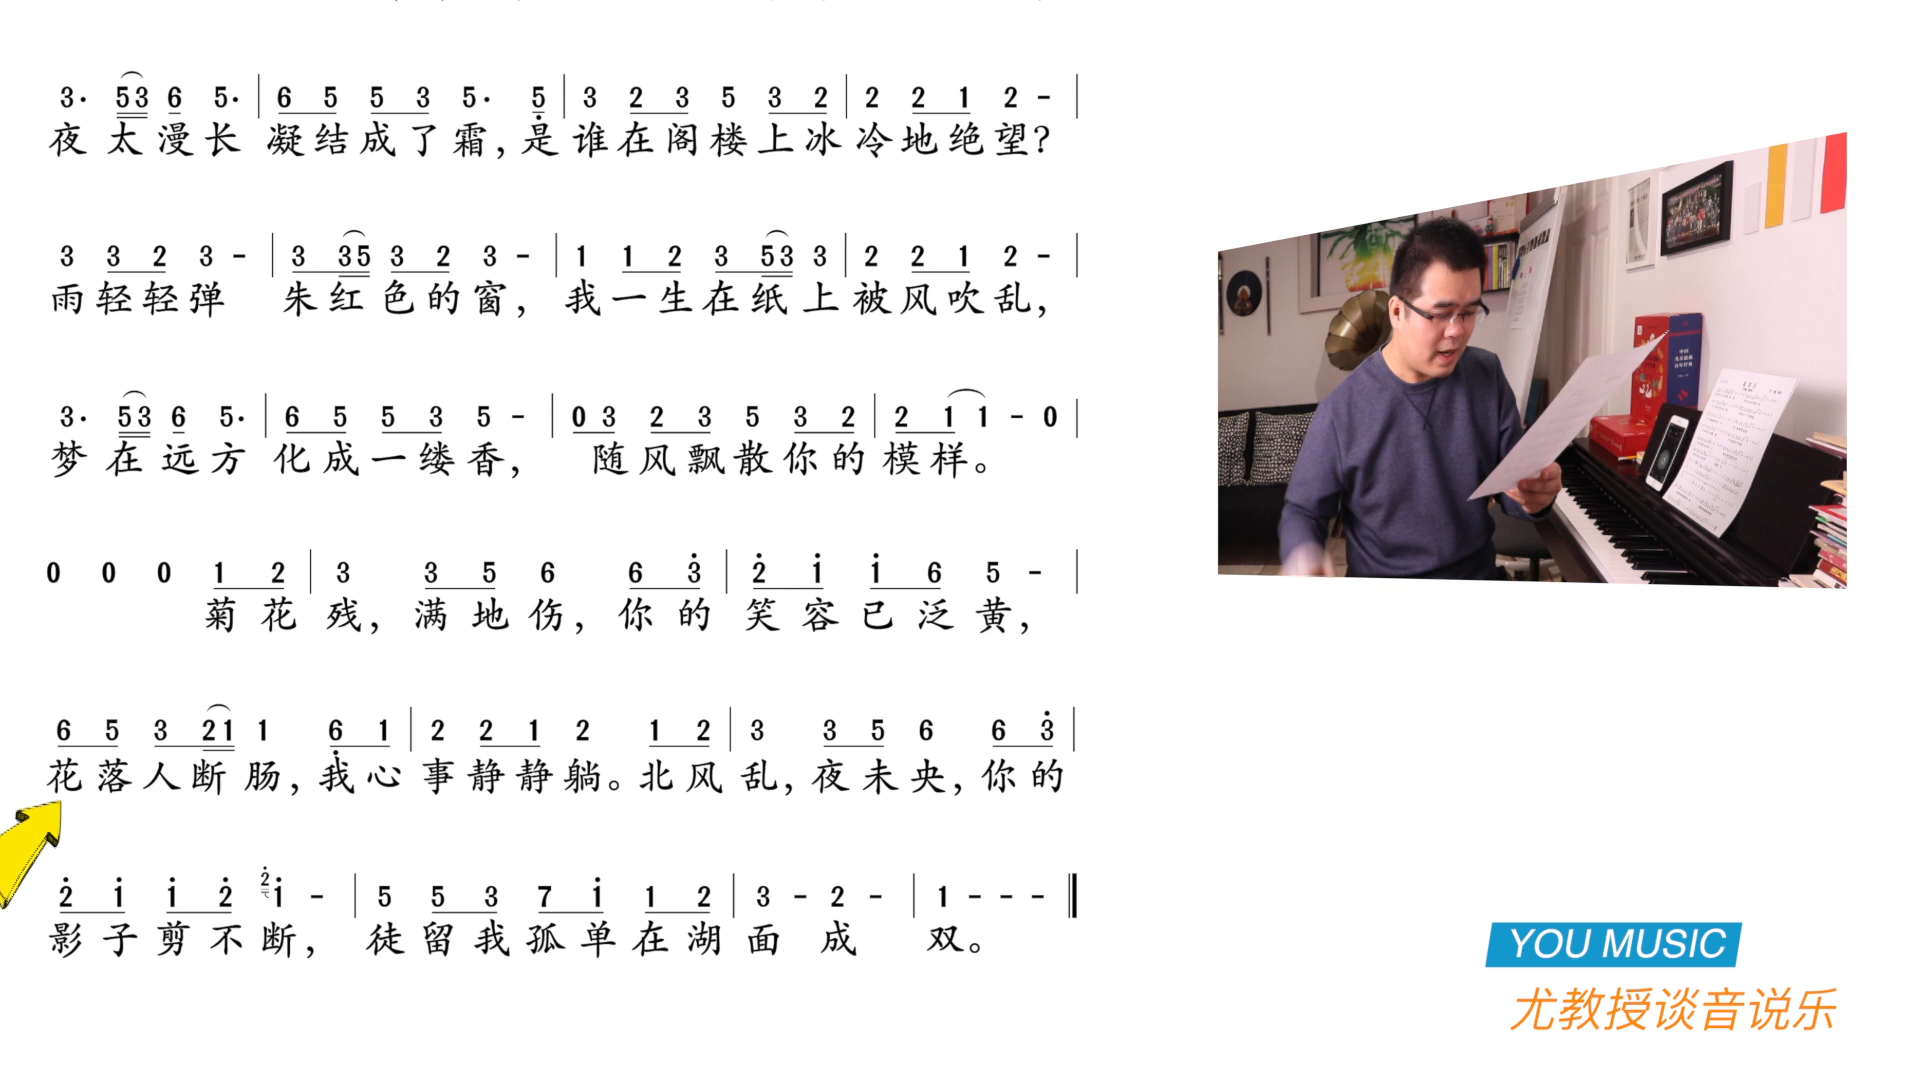 3· 53 6 5· | 6 5 5 3 5· 5̣ | 3 2 3 5 3 2 | 2 2 1 2 - |
夜太漫长 凝结成了霜,是谁在阁楼上冰冷地绝望?
3 3 2 3 - | 3 35 3 2 3 - | 1 1 2 3 53 3 | 2 2 1 2 - |
雨轻轻弹 朱红色的窗,我一生在纸上被风吹乱,
3· 53 6 5· | 6 5 5 3 5 - | 0 3 2 3 5 3 2 | 2 1 1 - 0 |
梦在远方 化成一缕香, 随风飘散你的模样。
0 0 0 1 2 | 3 3 5 6 6 3̇ | 2̇ 1̇ 1̇ 6 5 - |
菊花残,满地伤,你的笑容已泛黄,
6 5 3 21 1 6̣ 1 | 2 2 1 2 1 2 | 3 3 5 6 6 3̇ |
花落人断肠,我心事静静躺。北风乱,夜未央,你的
2̇ 1̇ 1̇ 2̇ 2̇ 1̇ - | 5 5 3 7 1̇ 1 2 | 3 - 2 - | 1 - - - ‖
影子剪不断, 徒留我孤单在湖面成 双。
YOU MUSIC
尤教授谈音说乐